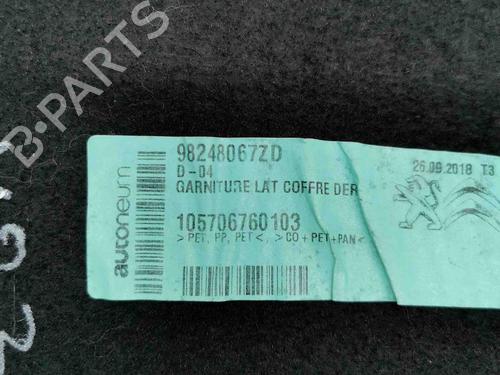 B-PARTS
autoneum
98248067ZD
D-04
GARNITURE LAT COFFRE DER
105706760103
>PET, PP, PET<, >CO+PET+PAN<
26.09.2018 T3